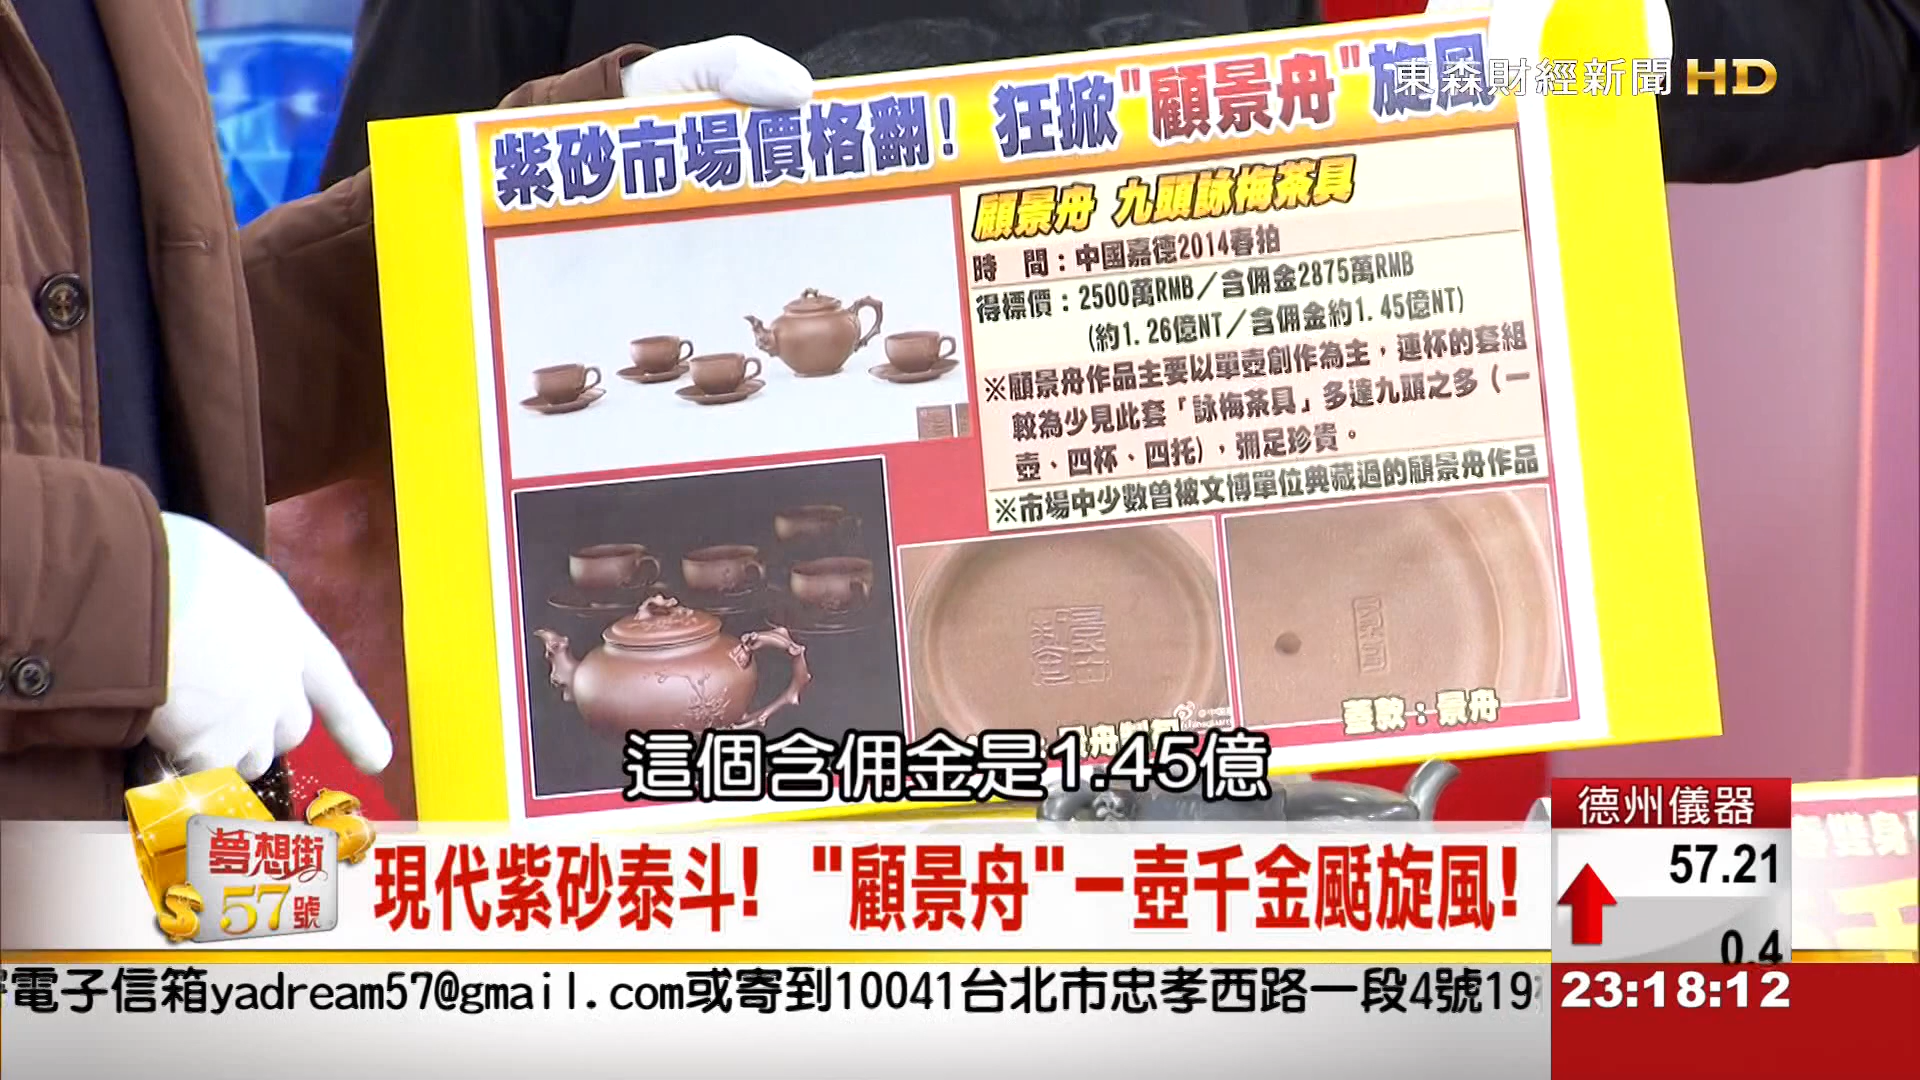 東森財經新聞HD
紫砂市場價格翻！狂掀"顧景舟"旋風
顧景舟 九頭詠梅茶具
時 間：中國嘉德2014春拍
得標價：2500萬RMB／含佣金2875萬RMB
(約1.26億NT／含佣金約1.45億NT)
※顧景舟作品主要以單壺創作為主，連杯的套組
較為少見此套「詠梅茶具」多達九頭之多（一
壺、四杯、四托），彌足珍貴。
※市場中少數曾被文博單位典藏過的顧景舟作品
蓋款：景舟
這個含佣金是1.45億
夢想街
57號
現代紫砂泰斗！"顧景舟"一壺千金颳旋風！
德州儀器
57.21
0.4
電子信箱yadream57@gmail.com或寄到10041台北市忠孝西路一段4號19
23:18:12